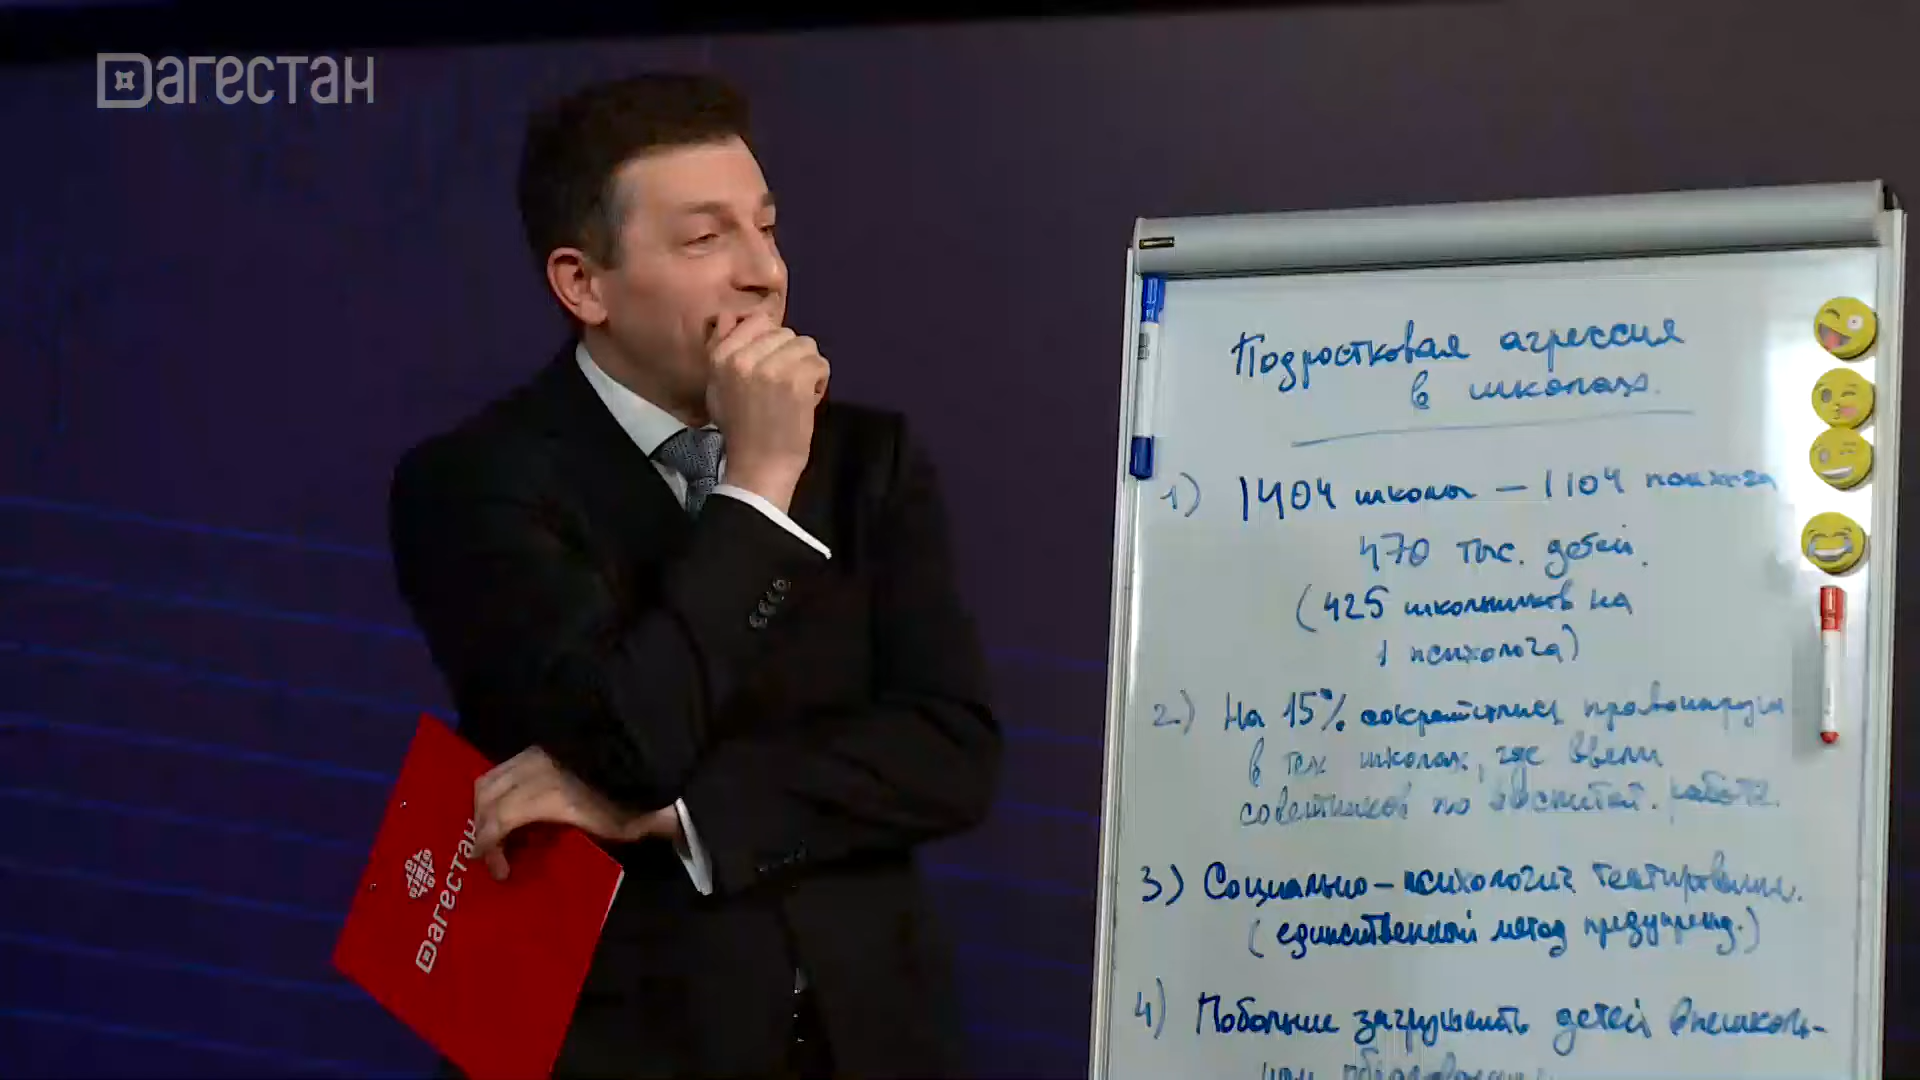 Дагестан
Подростковая агрессия
в школах.
1) 1404 школы – 1104 психолога
470 тыс. детей.
(425 школьников на
1 психолога)
2) На 15% сократились правонаруш
в тех школах, где ввели
советников по воспитат. работе.
3) Социально-психологич. тестирование.
(единственный метод предупрежд.)
4) Побольше загружать детей внешколь-
ным образованием
Дагестан